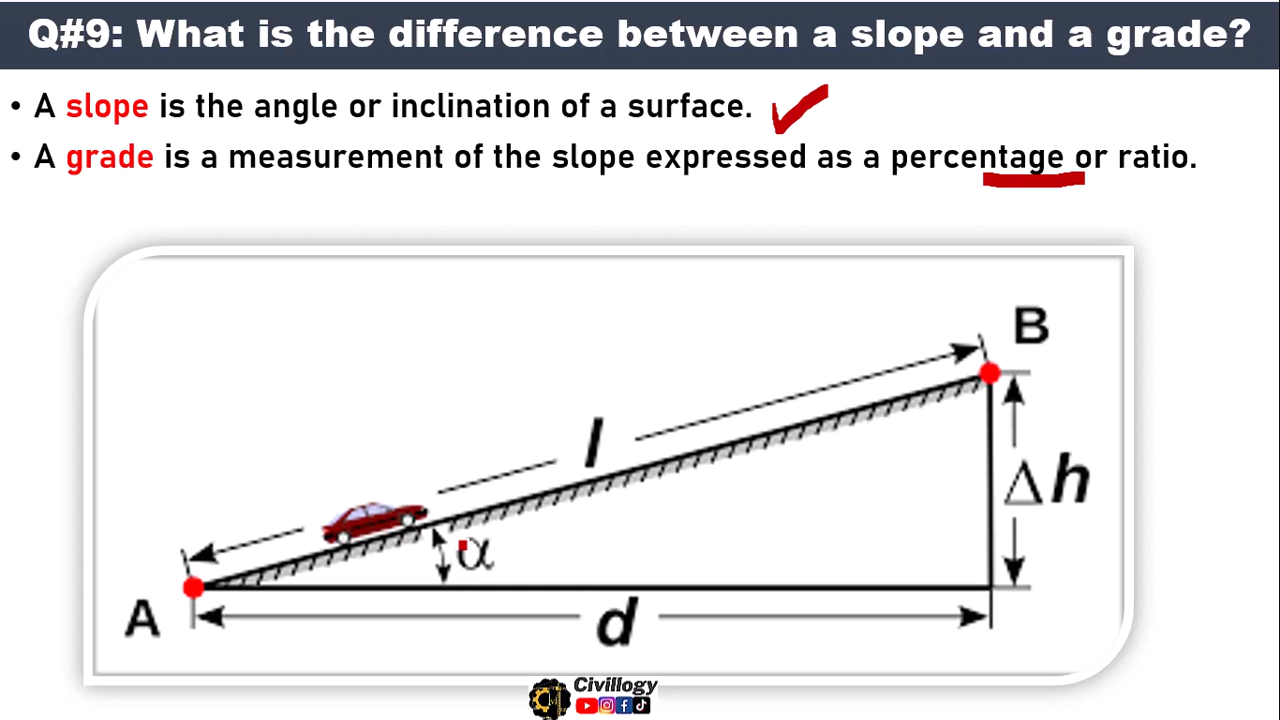 Q#9: What is the difference between a slope and a grade?
• A slope is the angle or inclination of a surface.
• A grade is a measurement of the slope expressed as a percentage or ratio.
B
l
Δh
α
A
d
Civillogy